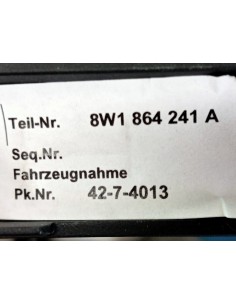 Teil-Nr. 8W1 864 241 A
Seq.Nr.
Fahrzeugnahme
Pk.Nr. 42-7-4013